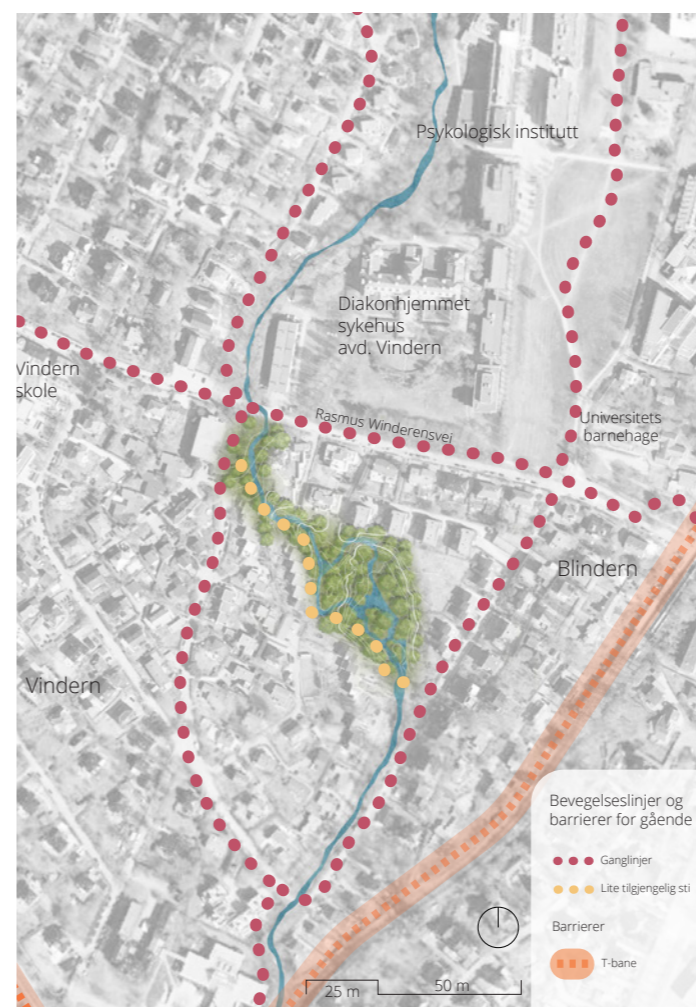 Psykologisk institutt
Diakonhjemmet
sykehus
avd. Vindern
Vindern
skole
Rasmus Winderensvei
Universitets
barnehage
Blindern
Vindern
Bevegelseslinjer og
barrierer for gående
Ganglinjer
Lite tilgjengelig sti
Barrierer
T-bane
25 m
50 m